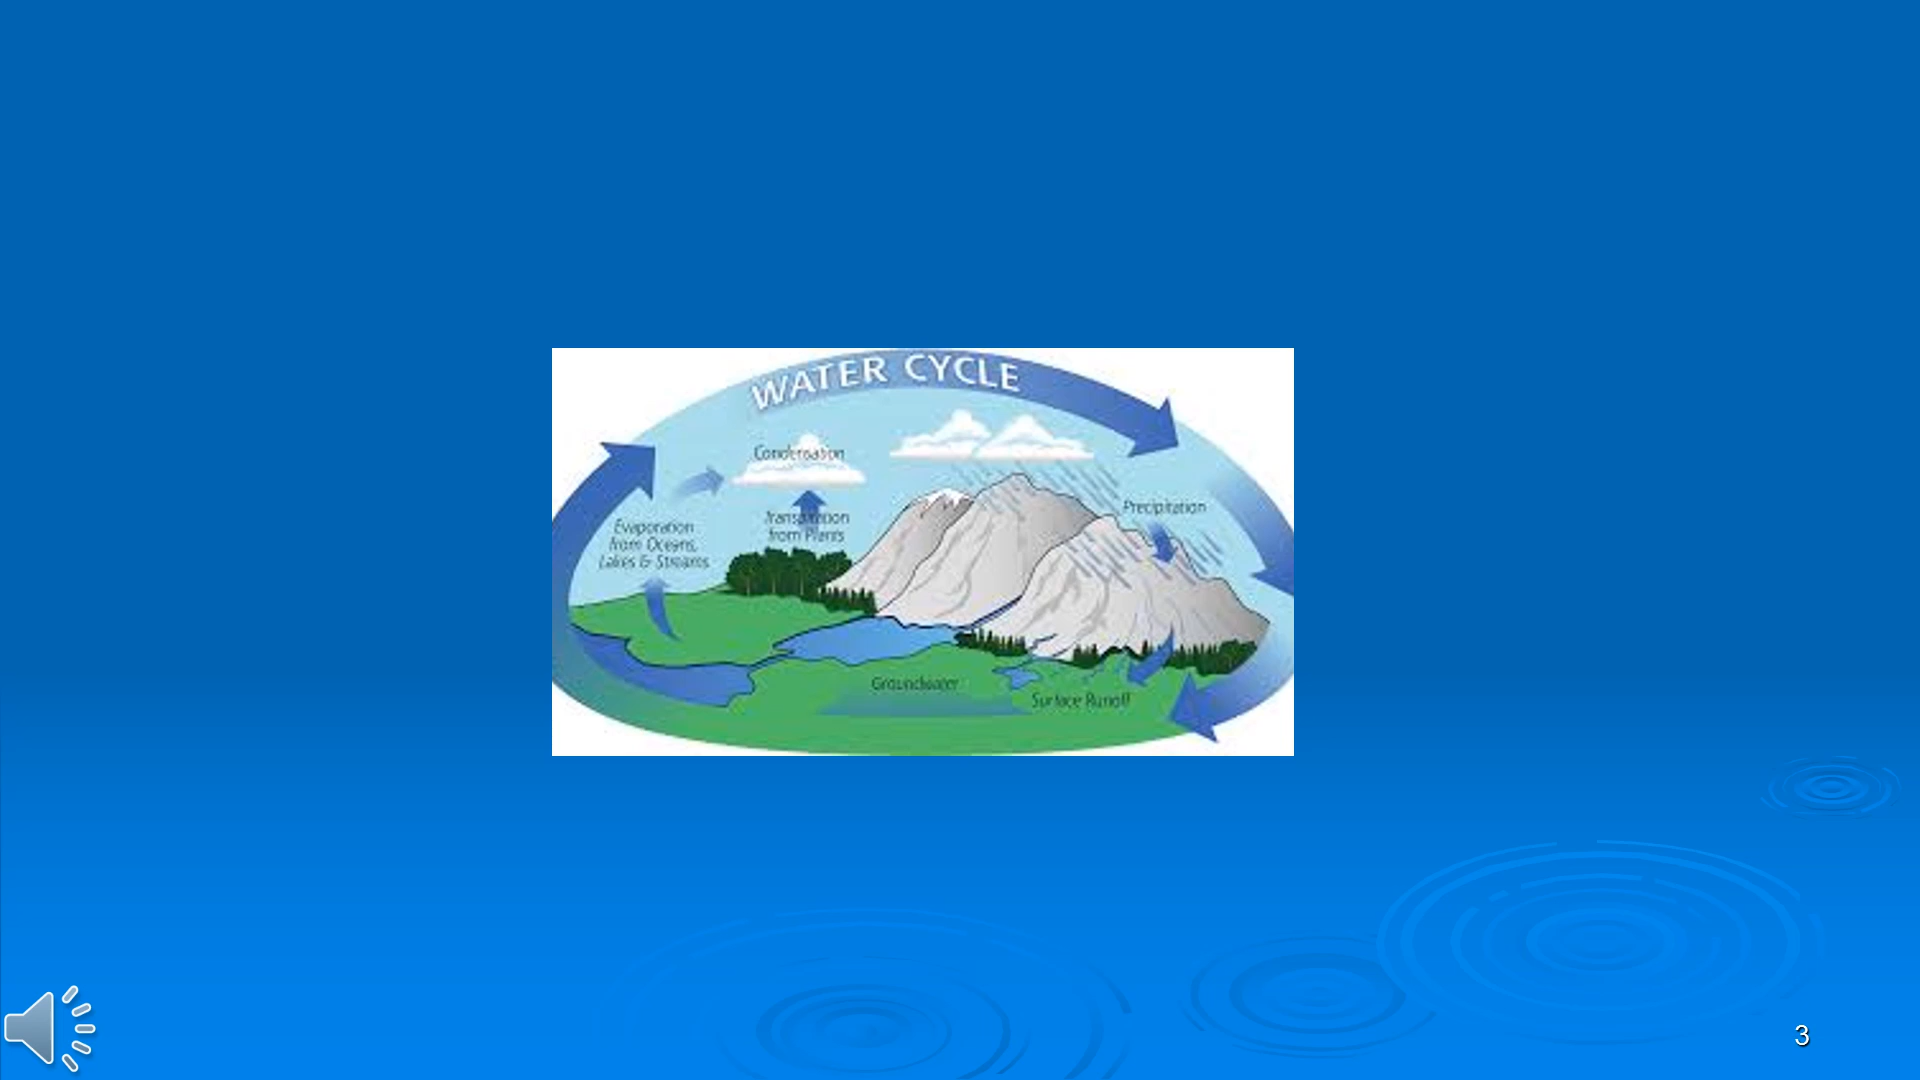 WATER CYCLE
Condensation
Precipitation
Transpiration
from Plants
Evaporation
from Oceans,
Lakes & Streams
Groundwater
Surface Runoff
3